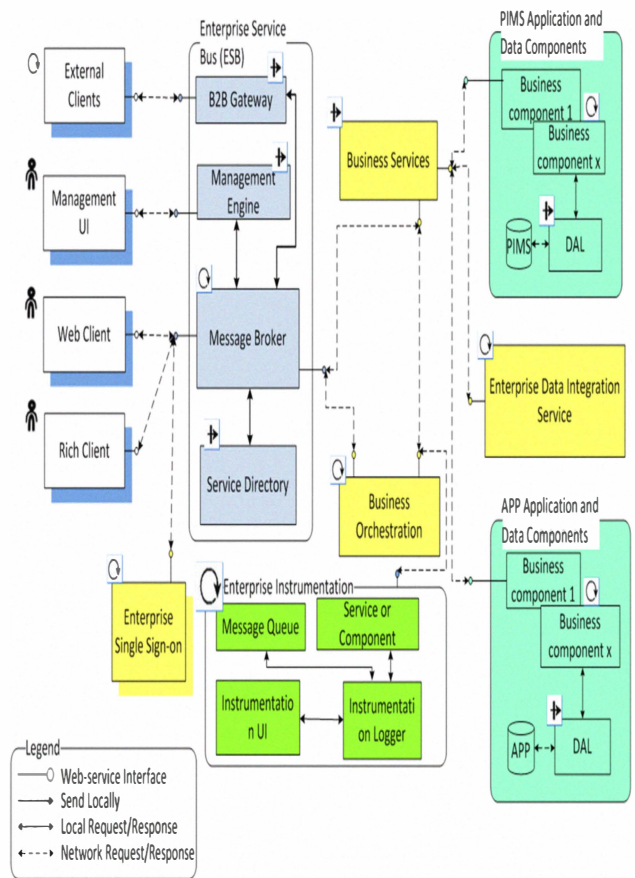 Enterprise Service
Bus (ESB)
External
Clients
B2B Gateway
Management
UI
Management
Engine
Web Client
Message Broker
Rich Client
Service Directory
Business Services
Business
Orchestration
PIMS Application and
Data Components
Business
component 1
Business
component x
PIMS
DAL
Enterprise Data Integration
Service
APP Application and
Data Components
Business
component 1
Business
component x
APP
DAL
Enterprise
Single Sign-on
Enterprise Instrumentation
Message Queue
Service or
Component
Instrumentatio
n UI
Instrumentati
on Logger
Legend
Web-service Interface
Send Locally
Local Request/Response
Network Request/Response